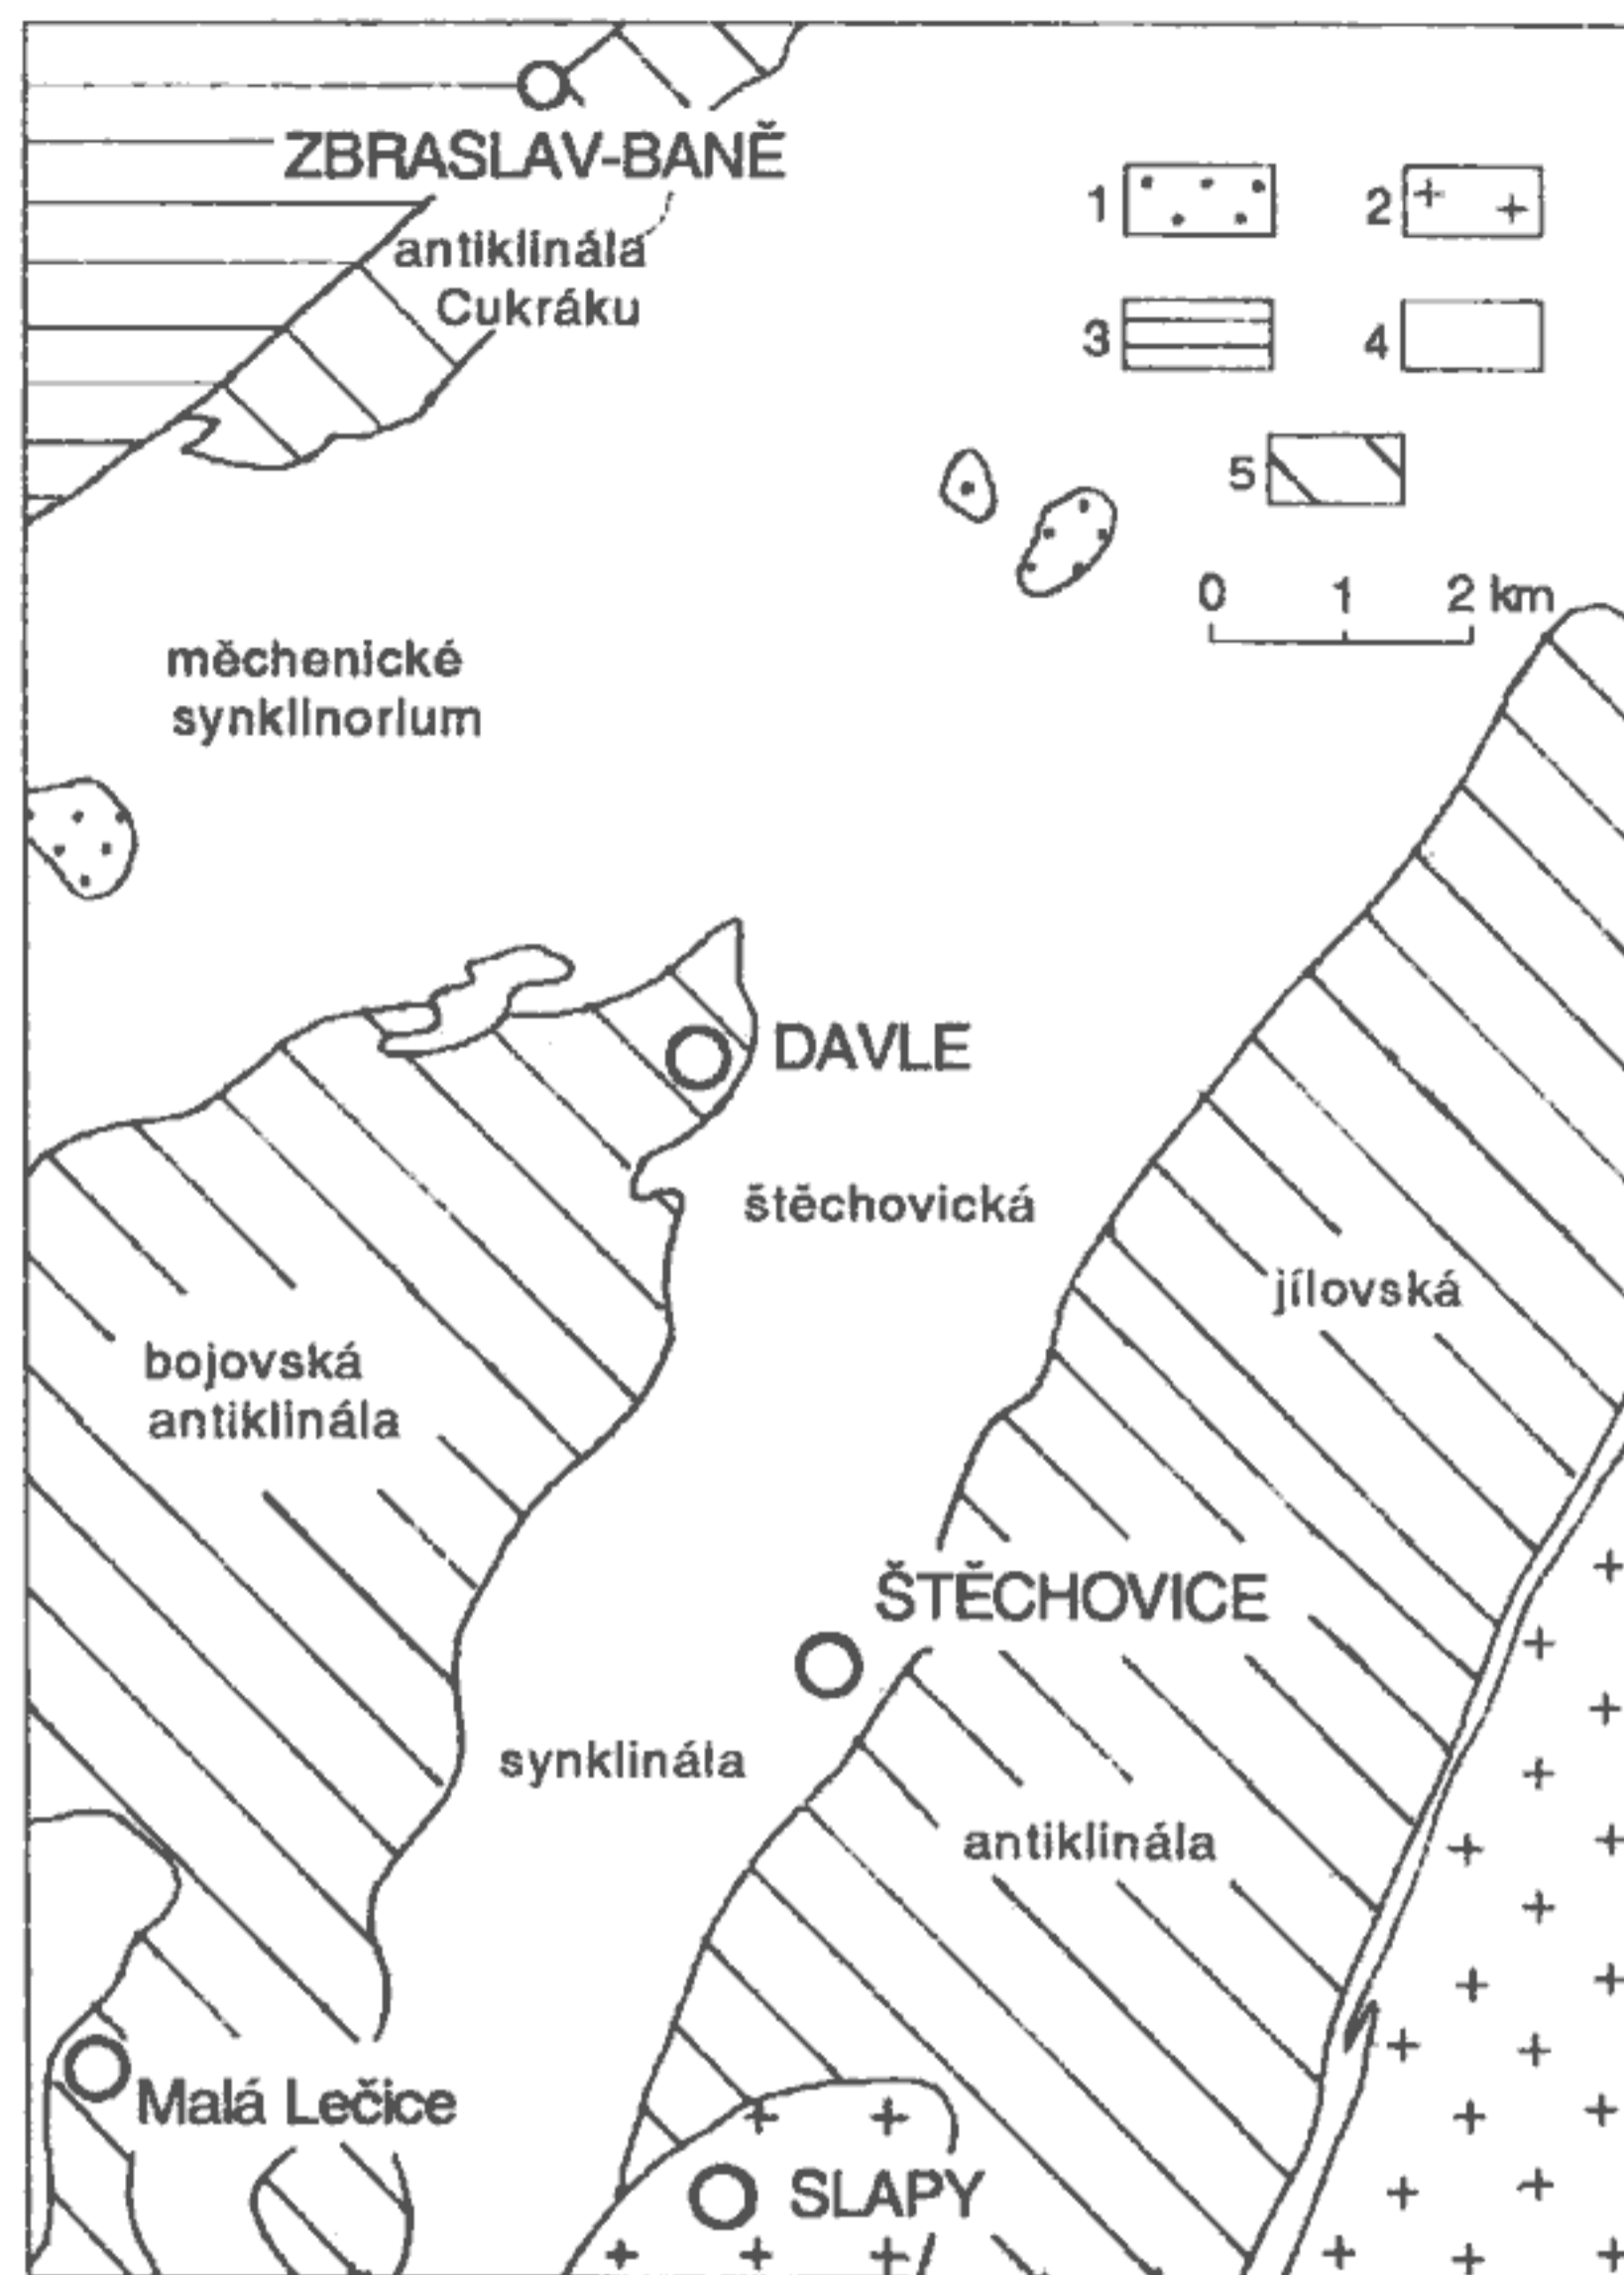 ZBRASLAV-BANĚ
antiklinála
Cukráku
1
2
3
4
5
0 1 2 km
měchenické
synklinorium
DAVLE
štěchovická
jílovská
bojovská
antiklinála
ŠTĚCHOVICE
synklinála
antiklinála
Malá Lečice
SLAPY